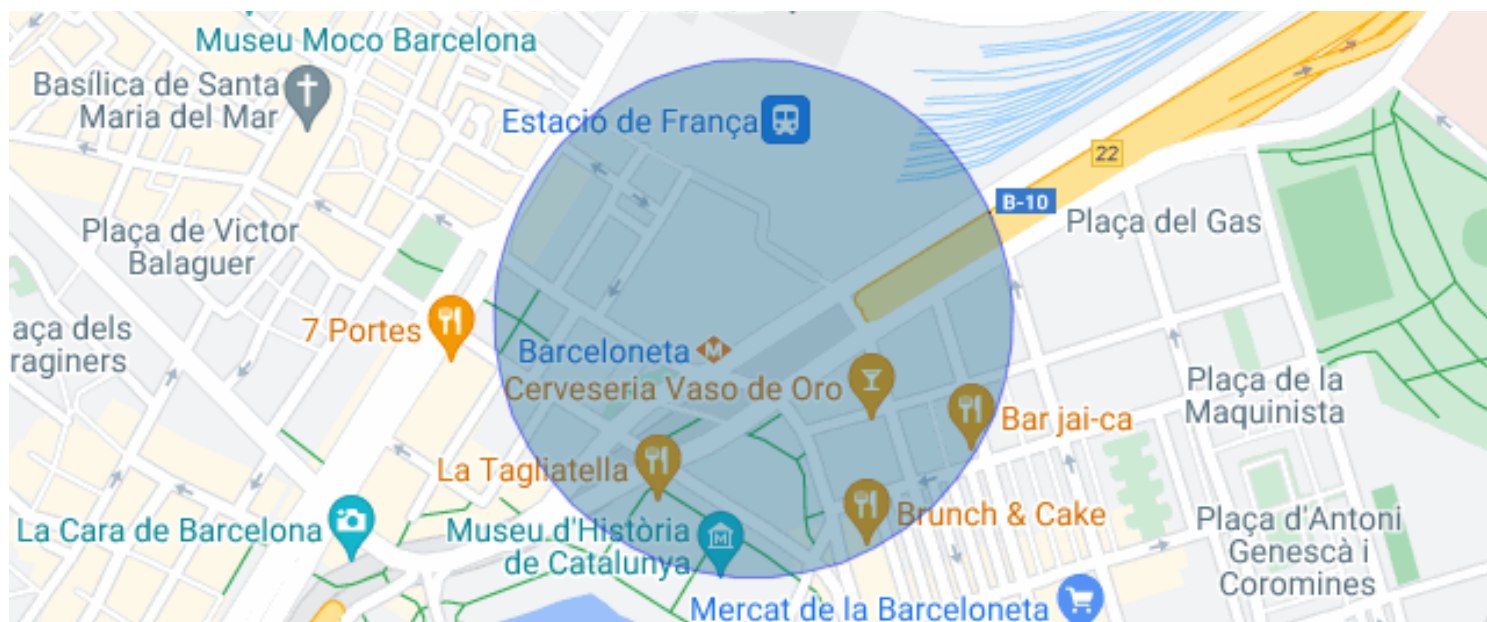 Museu Moco Barcelona
Basílica de Santa
Maria del Mar
Estació de França
22
B-10
Plaça del Gas
Plaça de Victor
Balaguer
7 Portes
aça dels
raginers
Barceloneta
M
Cerveseria Vaso de Oro
Plaça de la
Maquinista
Bar jai-ca
La Tagliatella
La Cara de Barcelona
Museu d'Història
de Catalunya
M
Brunch & Cake
Plaça d'Antoni
Genescà i
Coromines
Mercat de la Barceloneta